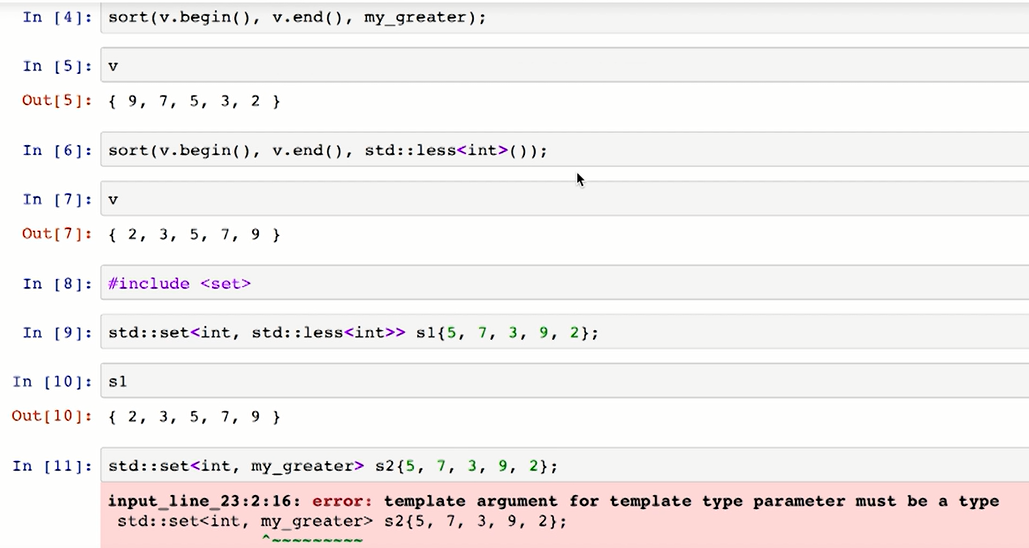 In [4]: sort(v.begin(), v.end(), my_greater);
In [5]: v
Out[5]: { 9, 7, 5, 3, 2 }
In [6]: sort(v.begin(), v.end(), std::less<int>());
In [7]: v
Out[7]: { 2, 3, 5, 7, 9 }
In [8]: #include <set>
In [9]: std::set<int, std::less<int>> s1{5, 7, 3, 9, 2};
In [10]: s1
Out[10]: { 2, 3, 5, 7, 9 }
In [11]: std::set<int, my_greater> s2{5, 7, 3, 9, 2};
input_line_23:2:16: error: template argument for template type parameter must be a type
std::set<int, my_greater> s2{5, 7, 3, 9, 2};
^~~~~~~~~~